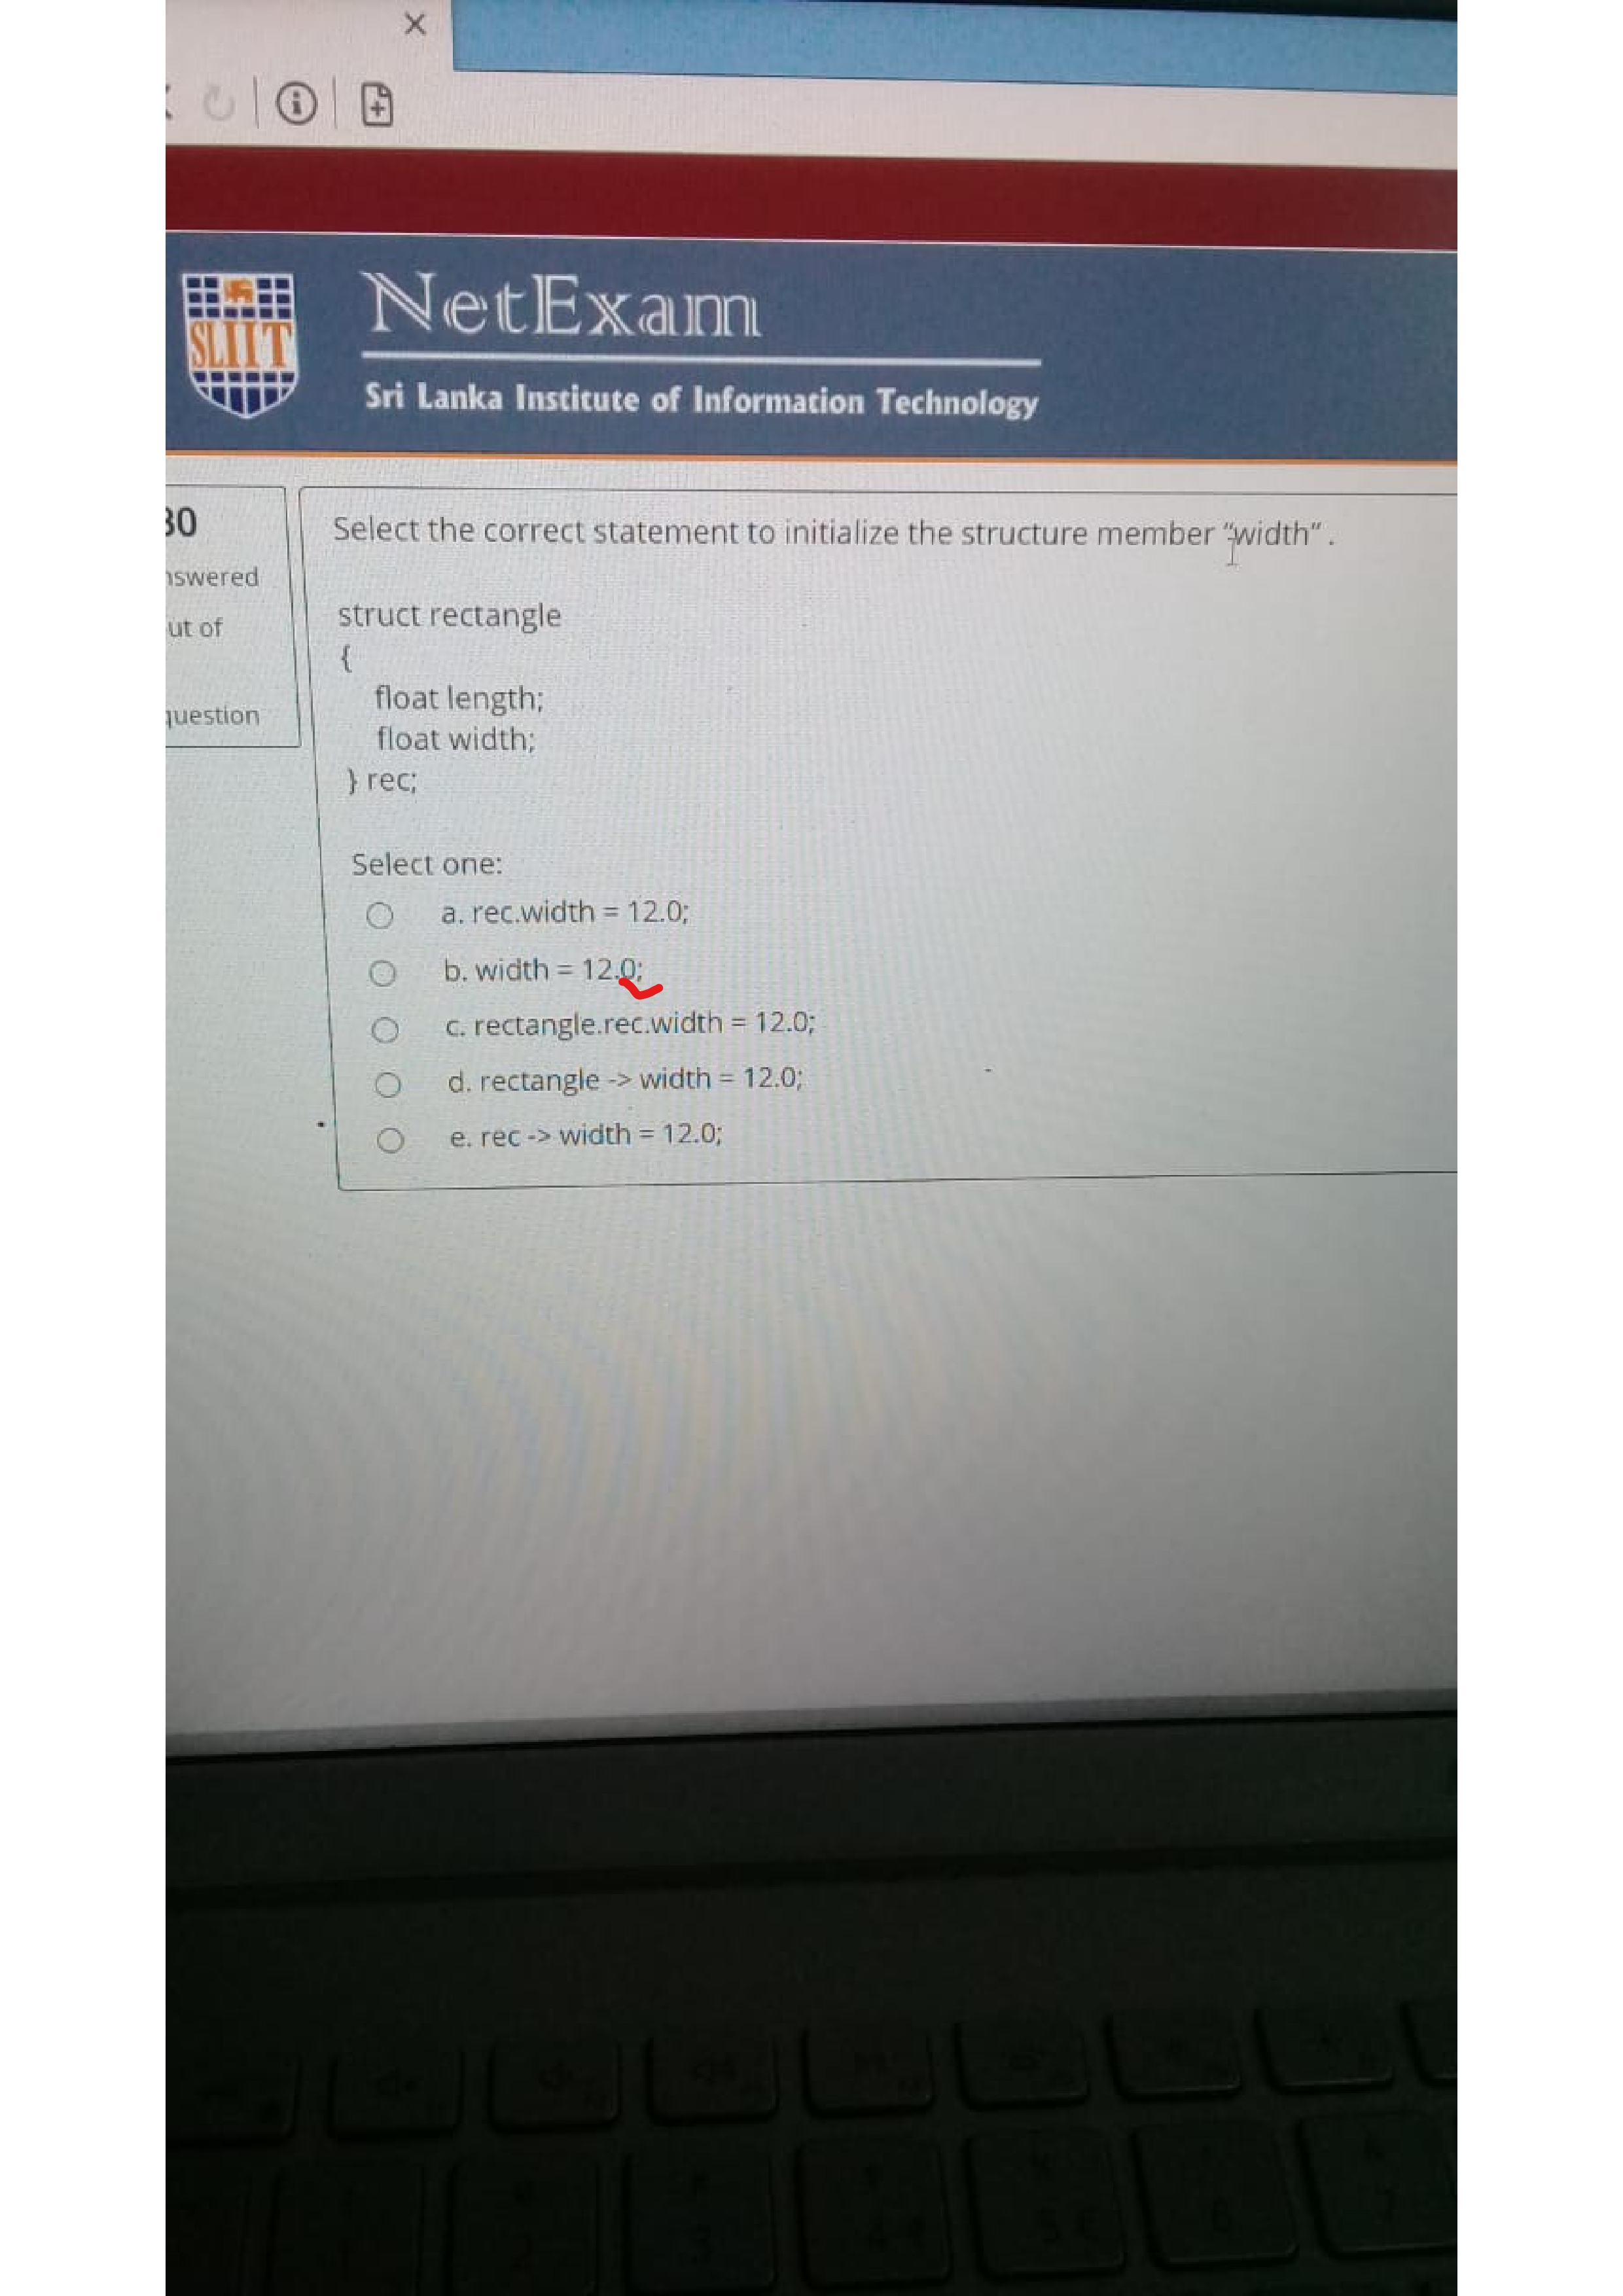 NetExam
SLIIT
Sri Lanka Institute of Information Technology
30
nswered
ut of
question
Select the correct statement to initialize the structure member “width” .
struct rectangle
{
float length;
float width;
} rec;
Select one:
a. rec.width = 12.0;
b. width = 12.0;
c. rectangle.rec.width = 12.0;
d. rectangle -> width = 12.0;
e. rec -> width = 12.0;